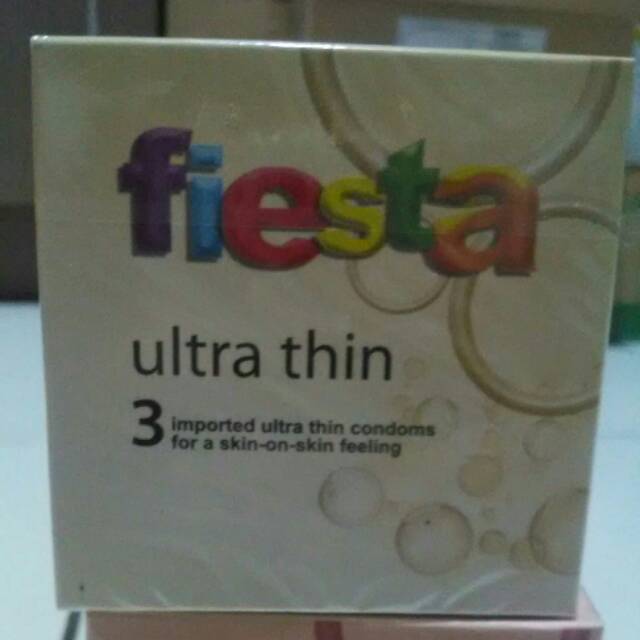 fiesta
ultra thin
3 imported ultra thin condoms
for a skin-on-skin feeling